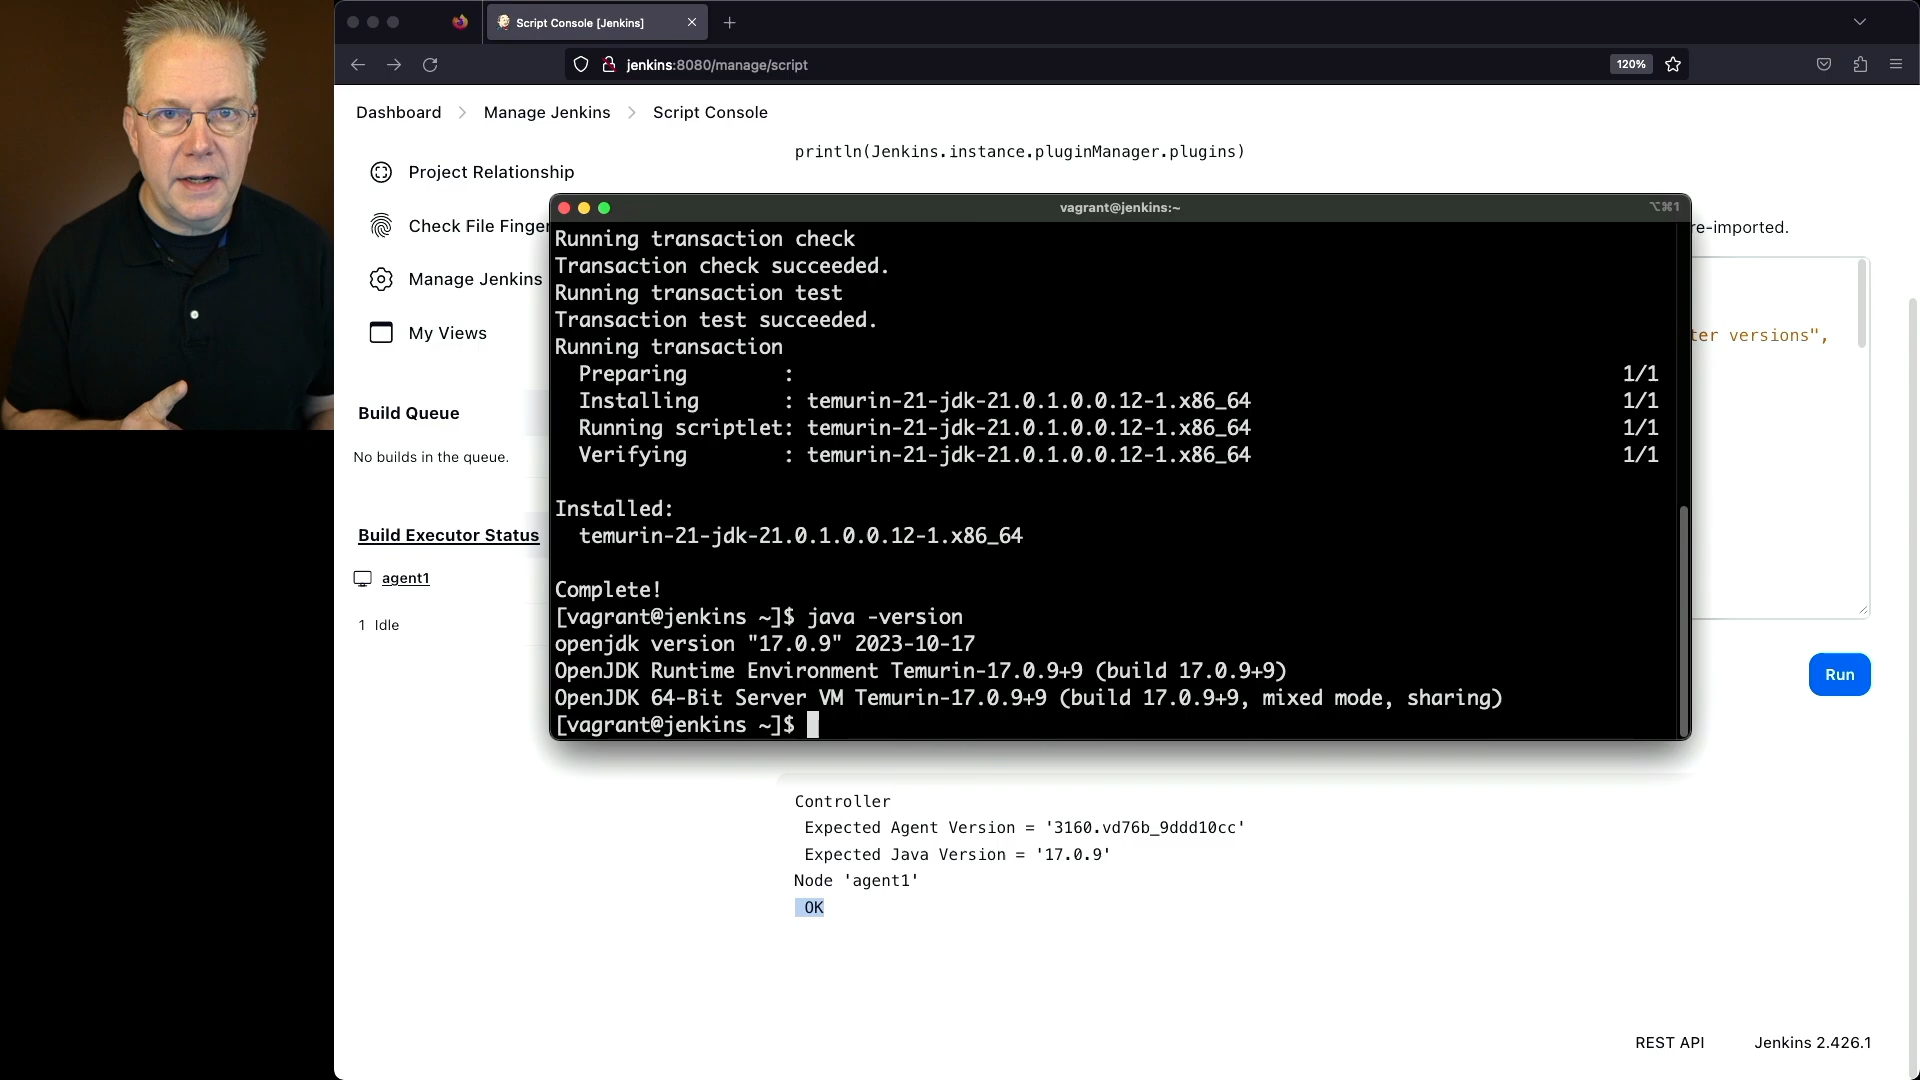 Script Console [Jenkins]
jenkins:8080/manage/script
120%
Dashboard
Manage Jenkins
Script Console
println(Jenkins.instance.pluginManager.plugins)
Project Relationship
Check File Finger
Manage Jenkins
My Views
re-imported.
ter versions",
Build Queue
No builds in the queue.
Build Executor Status
agent1
1 Idle
vagrant@jenkins:~
⌥⌘1
Running transaction check
Transaction check succeeded.
Running transaction test
Transaction test succeeded.
Running transaction
Preparing : 1/1
Installing : temurin-21-jdk-21.0.1.0.0.12-1.x86_64 1/1
Running scriptlet: temurin-21-jdk-21.0.1.0.0.12-1.x86_64 1/1
Verifying : temurin-21-jdk-21.0.1.0.0.12-1.x86_64 1/1
Installed:
temurin-21-jdk-21.0.1.0.0.12-1.x86_64
Complete!
[vagrant@jenkins ~]$ java -version
openjdk version "17.0.9" 2023-10-17
OpenJDK Runtime Environment Temurin-17.0.9+9 (build 17.0.9+9)
OpenJDK 64-Bit Server VM Temurin-17.0.9+9 (build 17.0.9+9, mixed mode, sharing)
[vagrant@jenkins ~]$
Run
Controller
Expected Agent Version = '3160.vd76b_9ddd10cc'
Expected Java Version = '17.0.9'
Node 'agent1'
OK
REST API
Jenkins 2.426.1